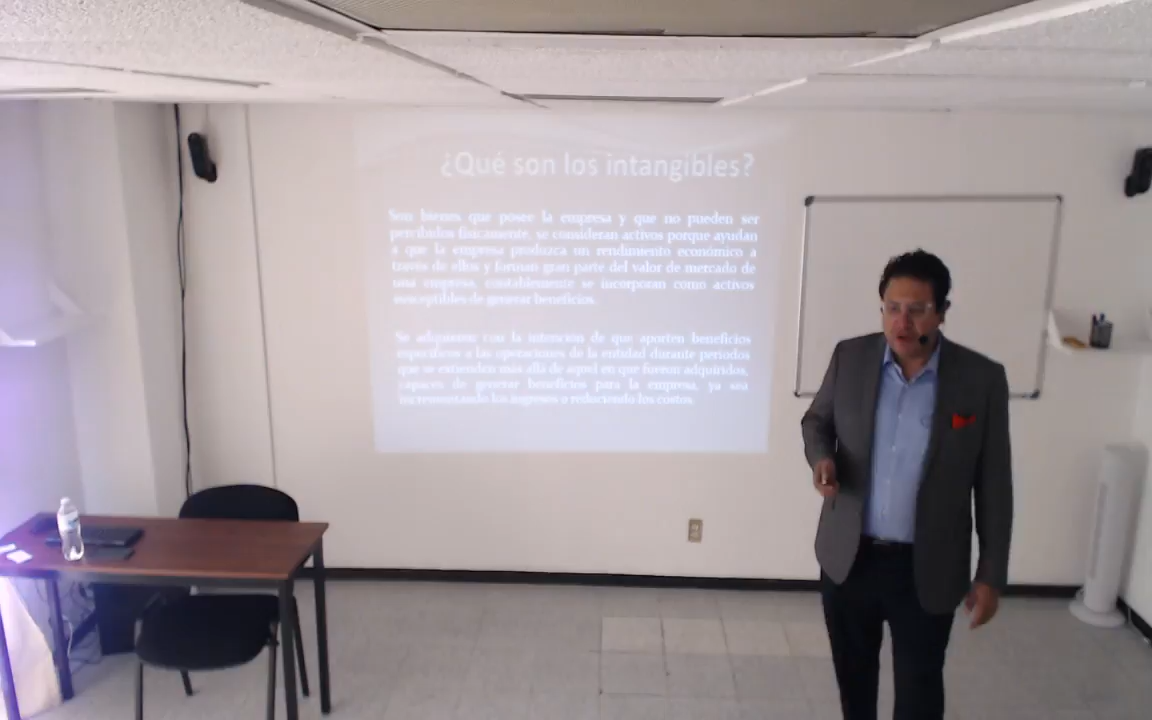 ¿Qué son los intangibles?
Son bienes que posee la empresa y que no pueden ser
percibidos físicamente, se consideran activos porque ayudan
a que la empresa produzca un rendimiento económico a
través de ellos y forman gran parte del valor de mercado de
una empresa, contablemente se incorporan como activos
susceptibles de generar beneficios.
Se adquieren con la intención de que aporten beneficios
específicos a las operaciones de la entidad durante periodos
que se extienden más allá de aquel en que fueron adquiridos,
capaces de generar beneficios para la empresa, ya sea
incrementando los ingresos o reduciendo los costos.